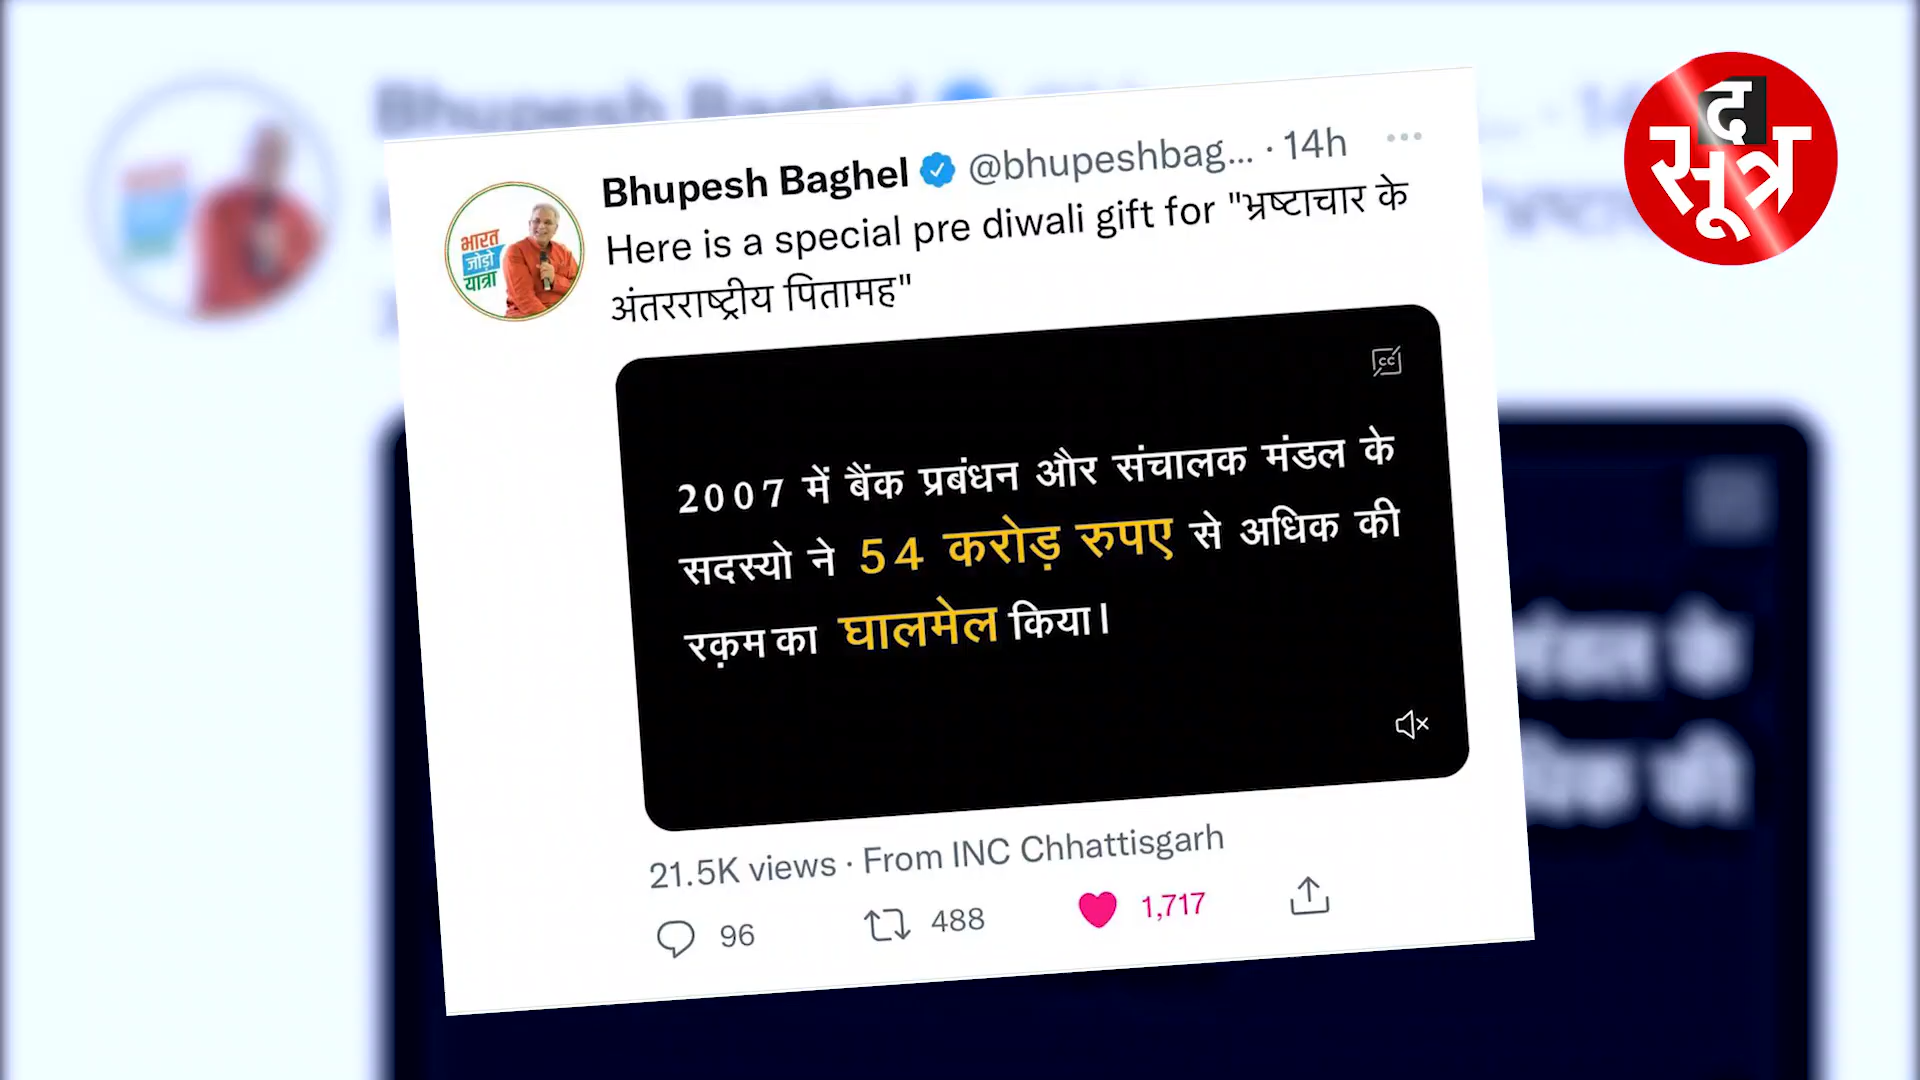 द
सूत्र
Bhupesh Baghel @bhupeshbag... · 14h
Here is a special pre diwali gift for "भ्रष्टाचार के
अंतरराष्ट्रीय पितामह"
भारत
जोड़ो
यात्रा
CC
2007 में बैंक प्रबंधन और संचालक मंडल के
सदस्यो ने 54 करोड़ रुपए से अधिक की
रक़म का घालमेल किया।
21.5K views · From INC Chhattisgarh
96 488 1,717